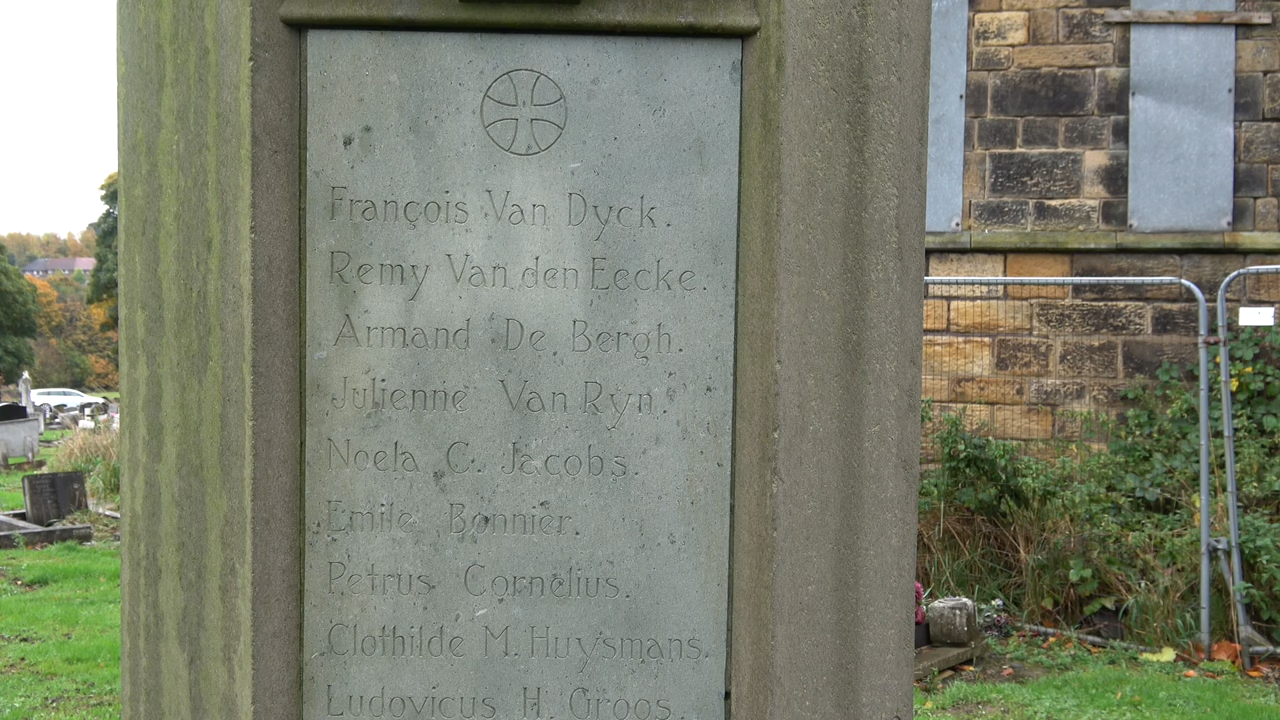 François Van Dyck.
Remy Van den Eecke.
Armand De Bergh.
Julienne Van Ryn.
Noela C. Jacobs.
Emile Bonnier.
Petrus Cornelius.
Clothilde M. Huysmans.
Ludovicus H. Groos.